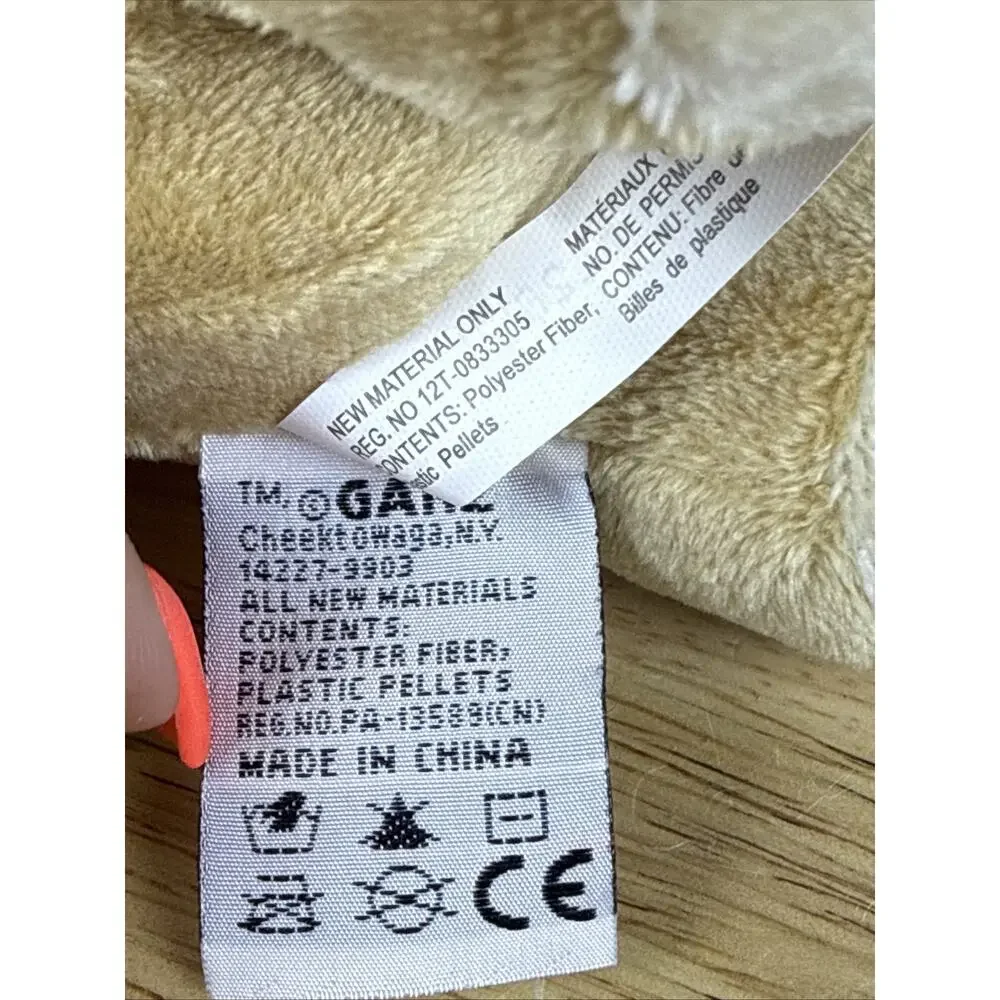 NEW MATERIAL ONLY
REG. NO 12T-0833305
CONTENTS: Polyester Fiber,
Pellets
MATÉRIAUX
NO. DE PERMIS
CONTENU: Fibre de
Billes de plastique
TM, ©GANZ
Cheektowaga, N.Y.
14227-9903
ALL NEW MATERIALS
CONTENTS:
POLYESTER FIBER,
PLASTIC PELLETS
REG.NO.PA-13583(CN)
MADE IN CHINA
CE